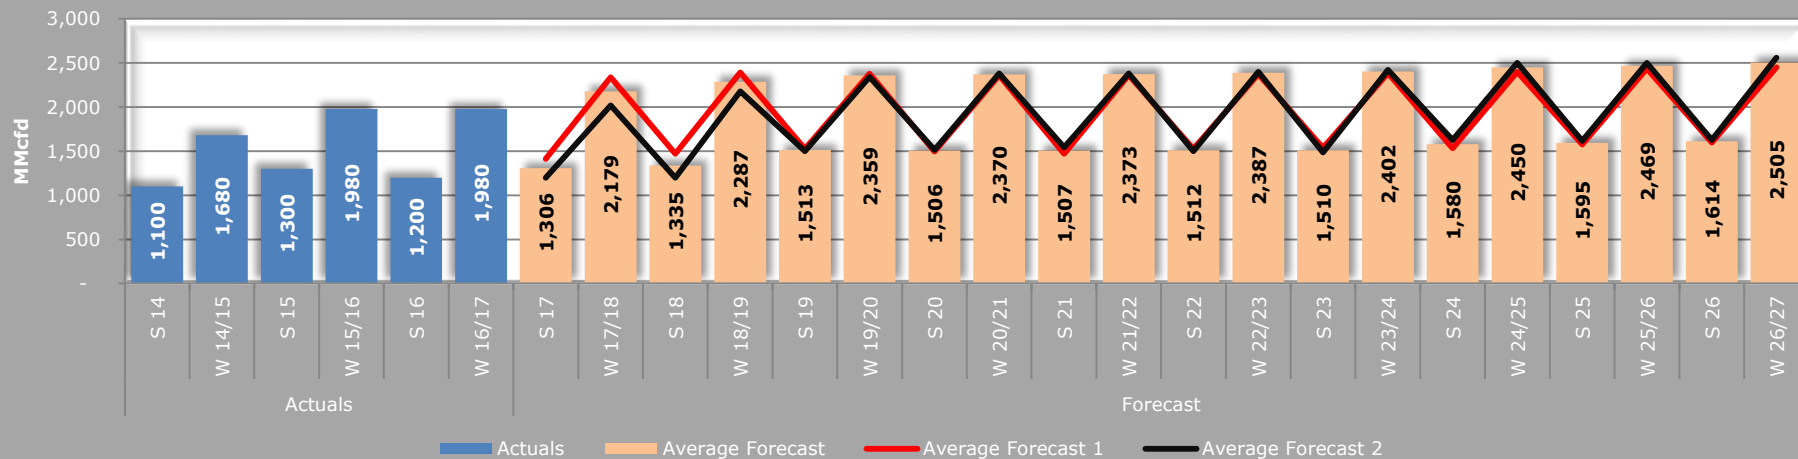 3,000
2,500
2,000
1,500
1,000
500
-
MMcfd
1,100
1,680
1,300
1,980
1,200
1,980
1,306
2,179
1,335
2,287
1,513
2,359
1,506
2,370
1,507
2,373
1,512
2,387
1,510
2,402
1,580
2,450
1,595
2,469
1,614
2,505
S 14
W 14/15
S 15
W 15/16
S 16
W 16/17
S 17
W 17/18
S 18
W 18/19
S 19
W 19/20
S 20
W 20/21
S 21
W 21/22
S 22
W 22/23
S 23
W 23/24
S 24
W 24/25
S 25
W 25/26
S 26
W 26/27
Actuals
Forecast
Actuals
Average Forecast
Average Forecast 1
Average Forecast 2